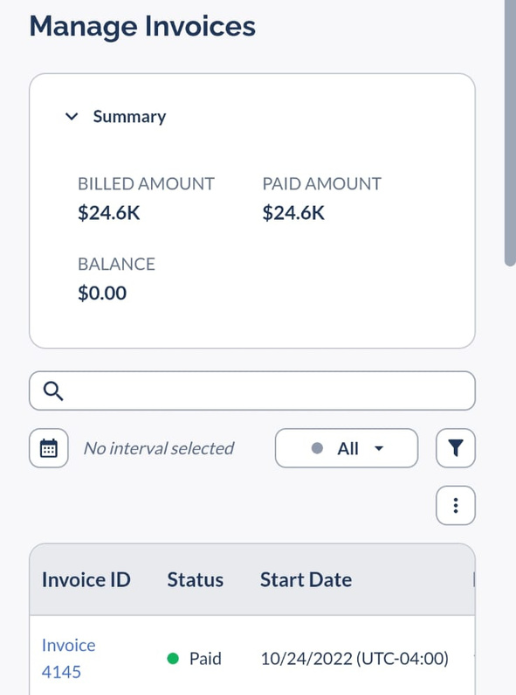 Manage Invoices
Summary
BILLED AMOUNT PAID AMOUNT
$24.6K $24.6K
BALANCE
$0.00
No interval selected All
Invoice ID Status Start Date
Invoice
4145
Paid 10/24/2022 (UTC-04:00)